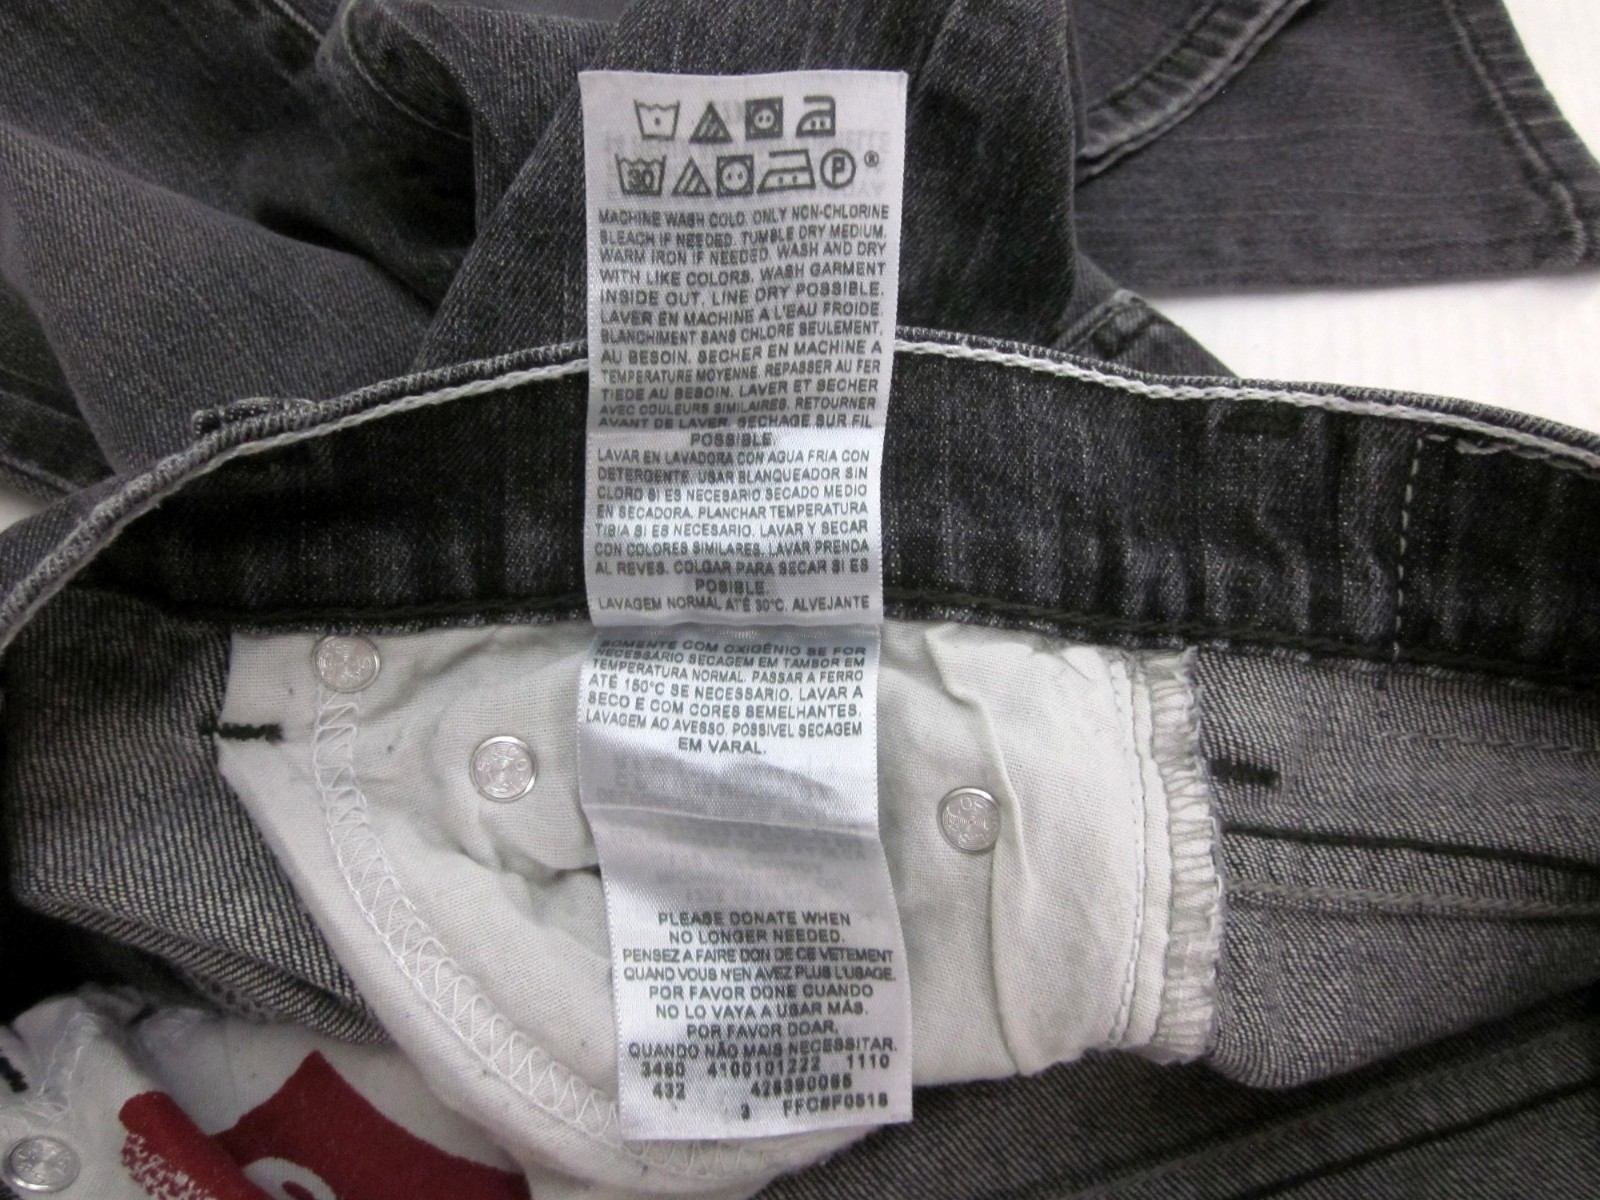 30 P ®
MACHINE WASH COLD. ONLY NON-CHLORINE
BLEACH IF NEEDED. TUMBLE DRY MEDIUM.
WARM IRON IF NEEDED. WASH AND DRY
WITH LIKE COLORS. WASH GARMENT
INSIDE OUT. LINE DRY POSSIBLE.
LAVER EN MACHINE A L'EAU FROIDE.
BLANCHIMENT SANS CHLORE SEULEMENT,
AU BESOIN. SECHER EN MACHINE A
TEMPERATURE MOYENNE. REPASSER AU FER
TIEDE AU BESOIN. LAVER ET SECHER
AVEC COULEURS SIMILAIRES. RETOURNER
AVANT DE LAVER. SECHAGE SUR FIL
POSSIBLE.
LAVAR EN LAVADORA CON AGUA FRIA CON
DETERGENTE. USAR BLANQUEADOR SIN
CLORO SI ES NECESARIO.SECADO MEDIO
EN SECADORA. PLANCHAR TEMPERATURA
TIBIA SI ES NECESARIO. LAVAR Y SECAR
CON COLORES SIMILARES. LAVAR PRENDA
AL REVES. COLGAR PARA SECAR SI ES
POSIBLE.
LAVAGEM NORMAL ATÉ 30°C. ALVEJANTE
SOMENTE COM OXIGÊNIO SE FOR
NECESSÁRIO SECAGEM EM TAMBOR EM
TEMPERATURA NORMAL. PASSAR A FERRO
ATÉ 150°C SE NECESSARIO. LAVAR A
SECO E COM CORES SEMELHANTES.
LAVAGEM AO AVESSO. POSSIVEL SECAGEM
EM VARAL.
PLEASE DONATE WHEN
NO LONGER NEEDED.
PENSEZ A FAIRE DON DE CE VETEMENT
QUAND VOUS N'EN AVEZ PLUS L'USAGE.
POR FAVOR DONE CUANDO
NO LO VAYA A USAR MÁS.
POR FAVOR DOAR,
QUANDO NÃO MAIS NECESSITAR.
3480 4100101222 1110
432 426390085
3 FFC#F0518